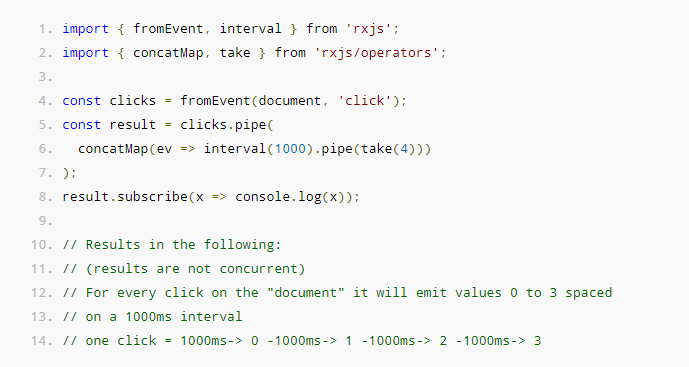 1. import { fromEvent, interval } from 'rxjs';
2. import { concatMap, take } from 'rxjs/operators';
3.
4. const clicks = fromEvent(document, 'click');
5. const result = clicks.pipe(
6.   concatMap(ev => interval(1000).pipe(take(4)))
7. );
8. result.subscribe(x => console.log(x));
9.
10. // Results in the following:
11. // (results are not concurrent)
12. // For every click on the "document" it will emit values 0 to 3 spaced
13. // on a 1000ms interval
14. // one click = 1000ms-> 0 -1000ms-> 1 -1000ms-> 2 -1000ms-> 3